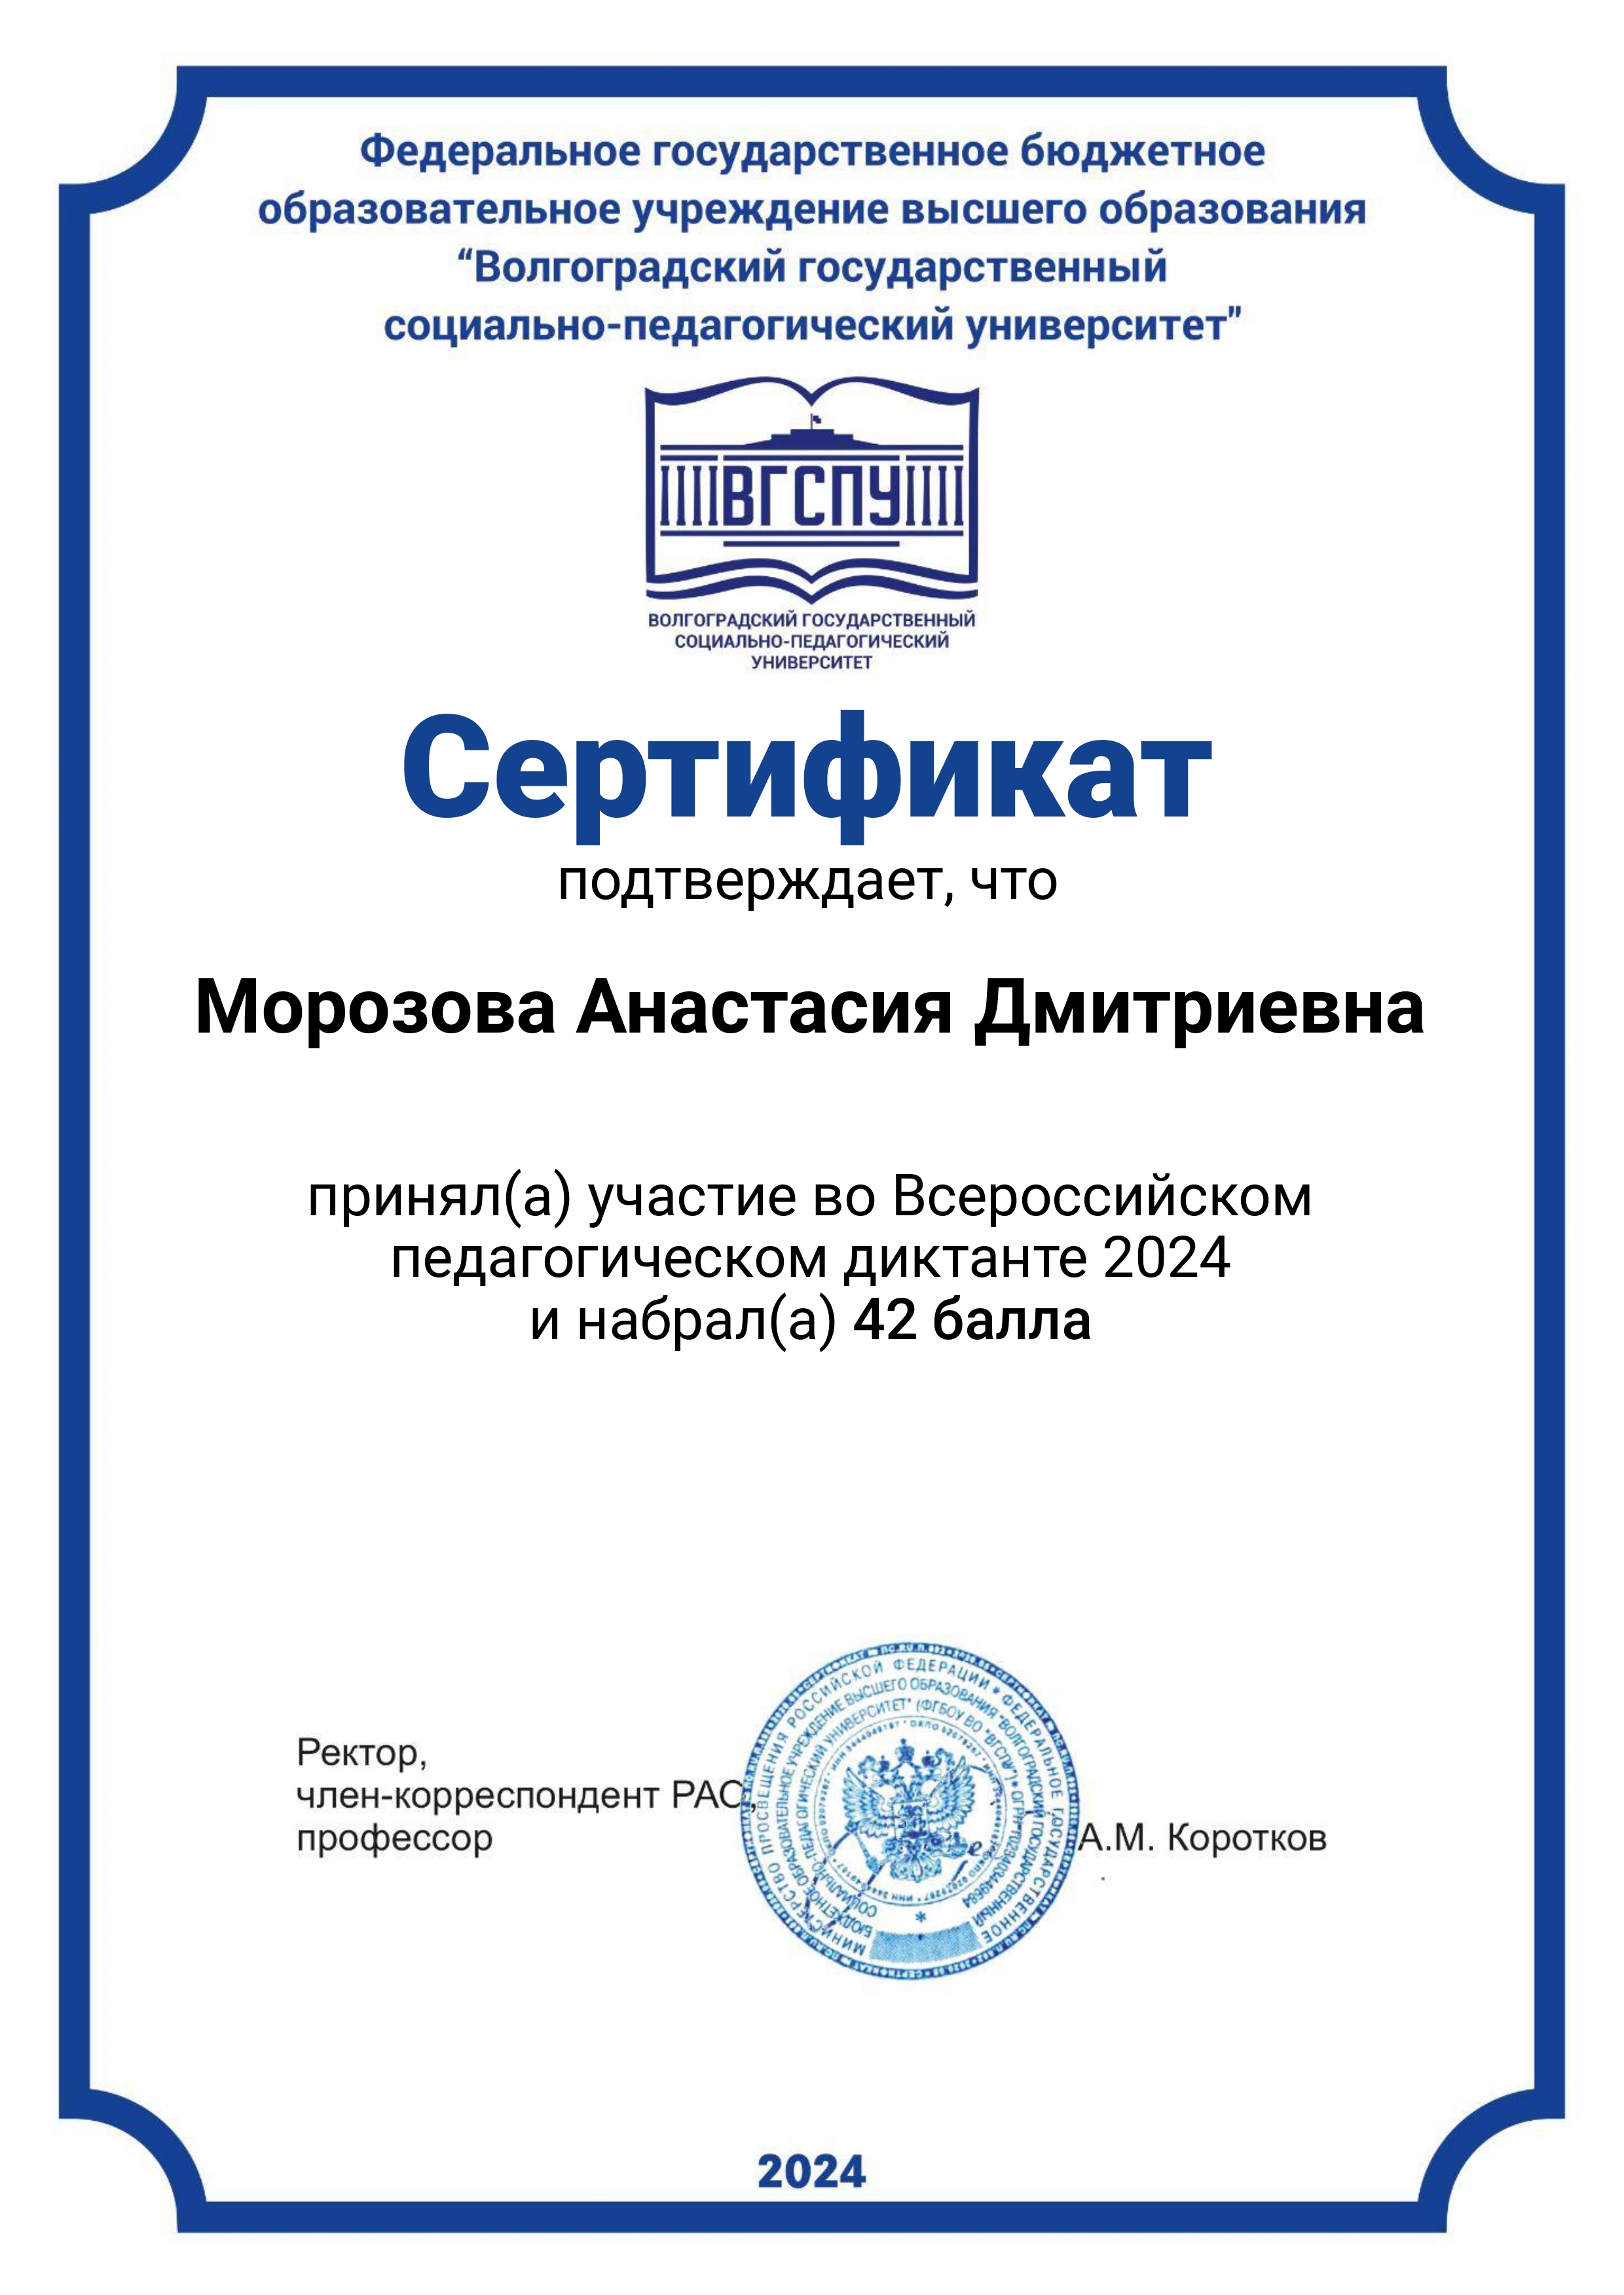 Федеральное государственное бюджетное
образовательное учреждение высшего образования
“Волгоградский государственный
социально-педагогический университет"
ВГСПУ
ВОЛГОГРАДСКИЙ ГОСУДАРСТВЕННЫЙ
СОЦИАЛЬНО-ПЕДАГОГИЧЕСКИЙ
УНИВЕРСИТЕТ
Сертификат
подтверждает, что
Морозова Анастасия Дмитриевна
принял(а) участие во Всероссийском
педагогическом диктанте 2024
и набрал(а) 42 балла
Ректор,
член-корреспондент РАО,
профессор
А.М. Коротков
МИНИСТЕРСТВО ПРОСВЕЩЕНИЯ РОССИЙСКОЙ ФЕДЕРАЦИИ * ФЕДЕРАЛЬНОЕ ГОСУДАРСТВЕННОЕ
БЮДЖЕТНОЕ ОБРАЗОВАТЕЛЬНОЕ УЧРЕЖДЕНИЕ ВЫСШЕГО ОБРАЗОВАНИЯ "ВОЛГОГРАДСКИЙ ГОСУДАРСТВЕННЫЙ
СОЦИАЛЬНО-ПЕДАГОГИЧЕСКИЙ УНИВЕРСИТЕТ" (ФГБОУ ВО "ВГСПУ") * ОГРН
2024